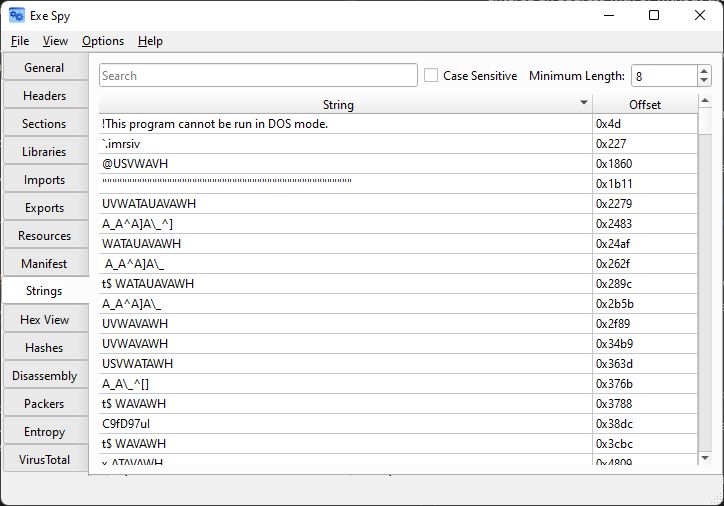 Exe Spy
File View Options Help
General
Headers
Sections
Libraries
Imports
Exports
Resources
Manifest
Strings
Hex View
Hashes
Disassembly
Packers
Entropy
VirusTotal
Search Case Sensitive Minimum Length: 8
String Offset
!This program cannot be run in DOS mode. 0x4d
`.imrsiv 0x227
@USVWAVH 0x1860
0x1b11
UVWATAUAVAWH 0x2279
A_A^A]A\_^] 0x2483
WATAUAVAWH 0x24af
A_A^A]A\_ 0x262f
t$ WATAUAVAWH 0x289c
A_A^A]A\_ 0x2b5b
UVWAVAWH 0x2f89
UVWAVAWH 0x34b9
USVWATAWH 0x363d
A_A\_^[] 0x376b
t$ WAVAWH 0x3788
C9fD97ul 0x38dc
t$ WAVAWH 0x3cbc
x ATAVAWH 0x4809